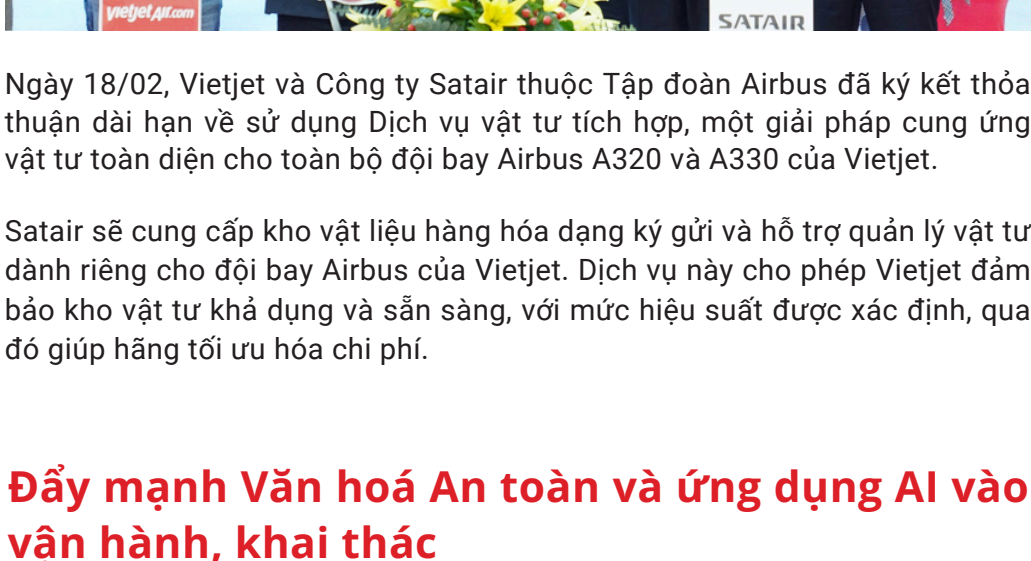 vietjetAir.com
SATAIR
Ngày 18/02, Vietjet và Công ty Satair thuộc Tập đoàn Airbus đã ký kết thỏa
thuận dài hạn về sử dụng Dịch vụ vật tư tích hợp, một giải pháp cung ứng
vật tư toàn diện cho toàn bộ đội bay Airbus A320 và A330 của Vietjet.
Satair sẽ cung cấp kho vật liệu hàng hóa dạng ký gửi và hỗ trợ quản lý vật tư
dành riêng cho đội bay Airbus của Vietjet. Dịch vụ này cho phép Vietjet đảm
bảo kho vật tư khả dụng và sẵn sàng, với mức hiệu suất được xác định, qua
đó giúp hãng tối ưu hóa chi phí.
Đẩy mạnh Văn hoá An toàn và ứng dụng AI vào
vận hành, khai thác